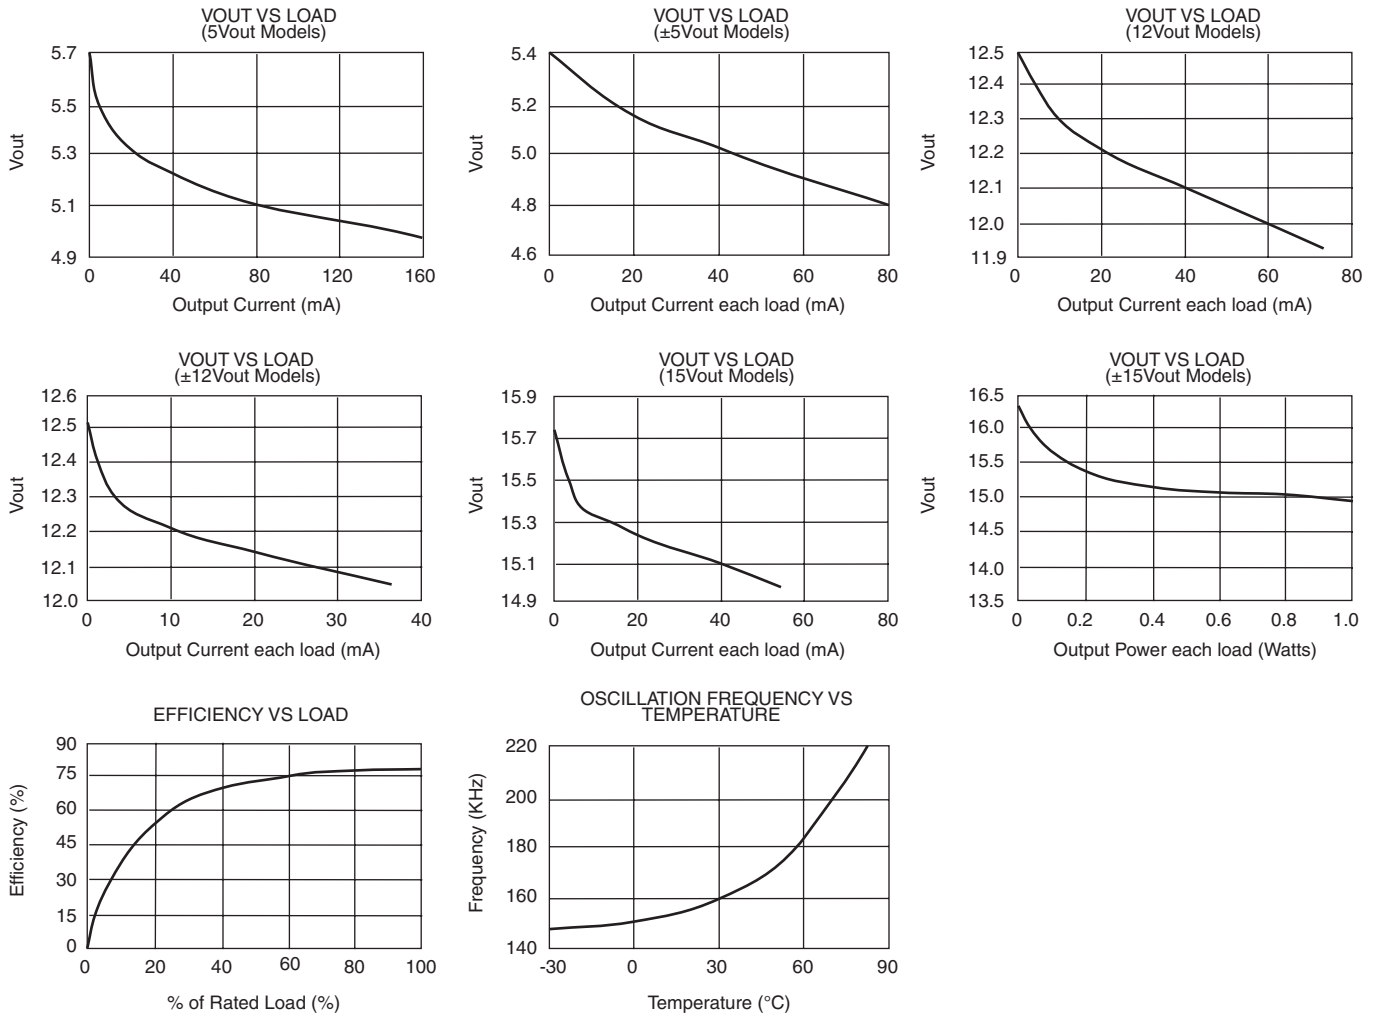 VOUT VS LOAD
(5Vout Models)
5.7
5.5
5.3
5.1
4.9
Vout
0 40 80 120 160
Output Current (mA)
VOUT VS LOAD
(±5Vout Models)
5.4
5.2
5.0
4.8
4.6
Vout
0 20 40 60 80
Output Current each load (mA)
VOUT VS LOAD
(12Vout Models)
12.5
12.4
12.3
12.2
12.1
12.0
11.9
Vout
0 20 40 60 80
Output Current each load (mA)
VOUT VS LOAD
(±12Vout Models)
12.6
12.5
12.4
12.3
12.2
12.1
12.0
Vout
0 10 20 30 40
Output Current each load (mA)
VOUT VS LOAD
(15Vout Models)
15.9
15.7
15.5
15.3
15.1
14.9
Vout
0 20 40 60 80
Output Current each load (mA)
VOUT VS LOAD
(±15Vout Models)
16.5
16.0
15.5
15.0
14.5
14.0
13.5
Vout
0 0.2 0.4 0.6 0.8 1.0
Output Power each load (Watts)
EFFICIENCY VS LOAD
90
75
60
45
30
15
0
Efficiency (%)
0 20 40 60 80 100
% of Rated Load (%)
OSCILLATION FREQUENCY VS
TEMPERATURE
220
200
180
160
140
Frequency (KHz)
-30 0 30 60 90
Temperature (°C)